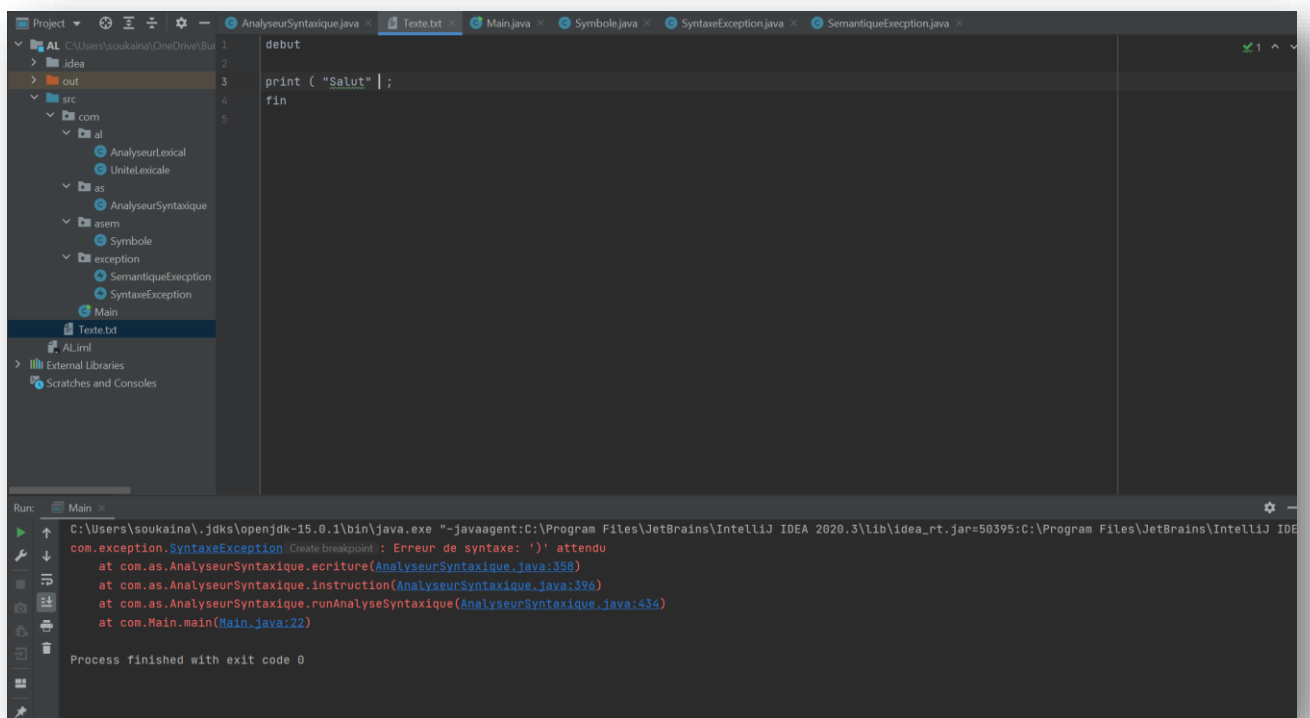 Project
AnalyseurSyntaxique.java
Texte.txt
Main.java
Symbole.java
SyntaxeException.java
SemantiqueExecption.java
AL C:\Users\soukaina\OneDrive\Bur
.idea
out
src
com
al
AnalyseurLexical
UniteLexicale
as
AnalyseurSyntaxique
asem
Symbole
exception
SemantiqueExecption
SyntaxeException
Main
Texte.txt
AL.iml
External Libraries
Scratches and Consoles
1 debut
2
3 print ( "Salut" ;
4 fin
5
1
Run: Main
C:\Users\soukaina\.jdks\openjdk-15.0.1\bin\java.exe "-javaagent:C:\Program Files\JetBrains\IntelliJ IDEA 2020.3\lib\idea_rt.jar=50395:C:\Program Files\JetBrains\IntelliJ IDE
com.exception.SyntaxeException Create breakpoint : Erreur de syntaxe: ')' attendu
at com.as.AnalyseurSyntaxique.ecriture(AnalyseurSyntaxique.java:358)
at com.as.AnalyseurSyntaxique.instruction(AnalyseurSyntaxique.java:396)
at com.as.AnalyseurSyntaxique.runAnalyseSyntaxique(AnalyseurSyntaxique.java:434)
at com.Main.main(Main.java:22)
Process finished with exit code 0